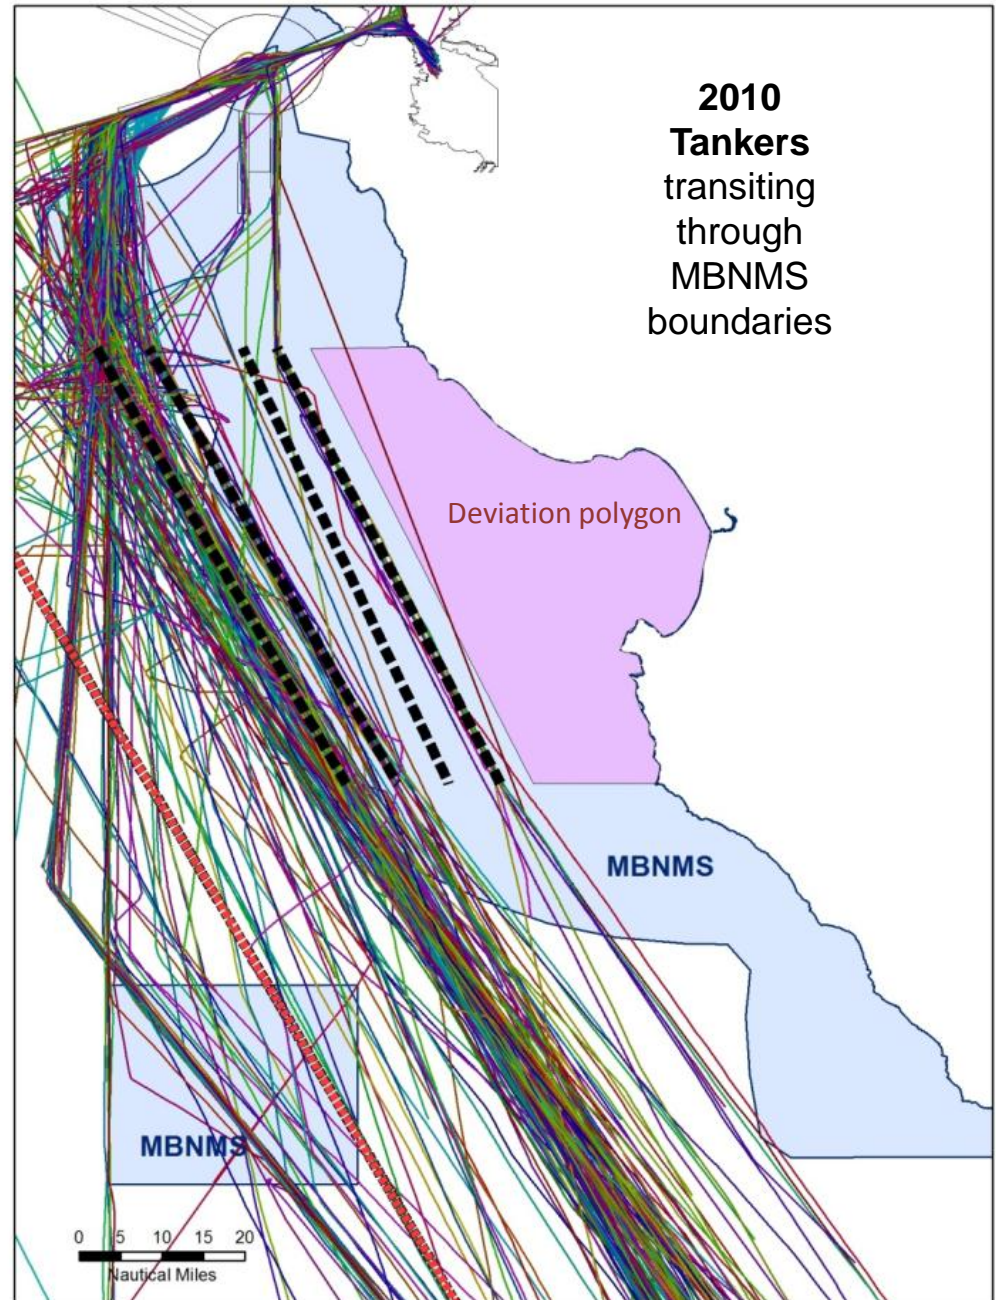 2010
Tankers
transiting
through
MBNMS
boundaries
Deviation polygon
MBNMS
MBNMS
0 5 10 15 20
Nautical Miles